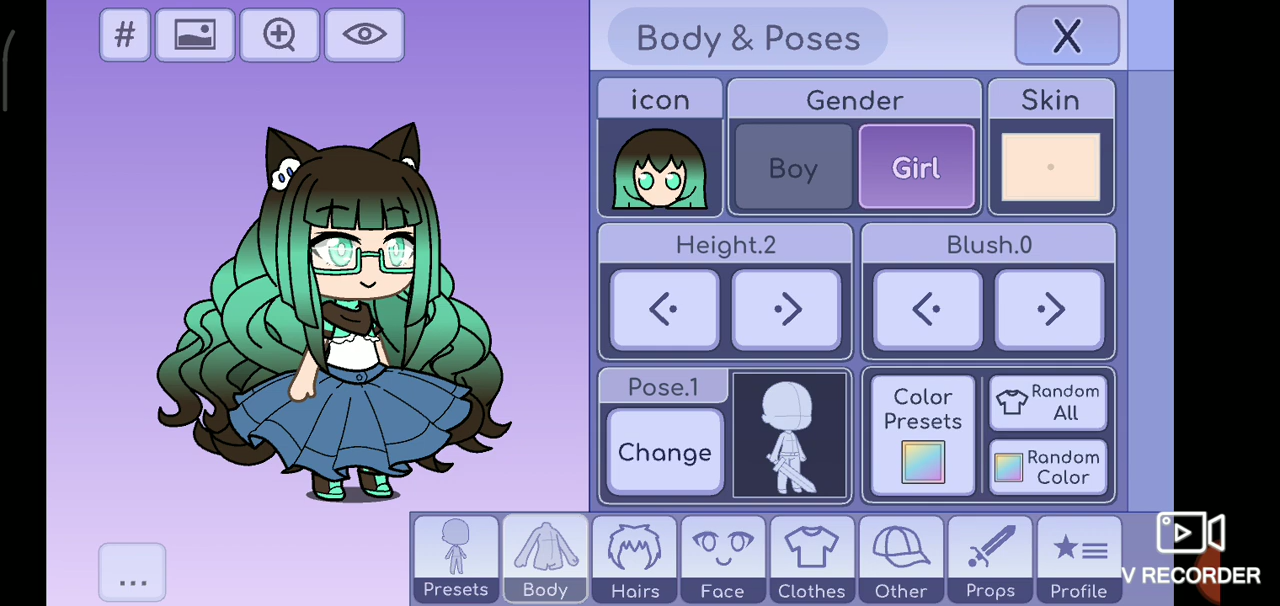 #
Body & Poses
X
icon
Gender
Skin
Boy
Girl
Height.2
Blush.0
Pose.1
Change
Color
Presets
Random
All
Random
Color
...
Presets
Body
Hairs
Face
Clothes
Other
Props
Profile
V RECORDER